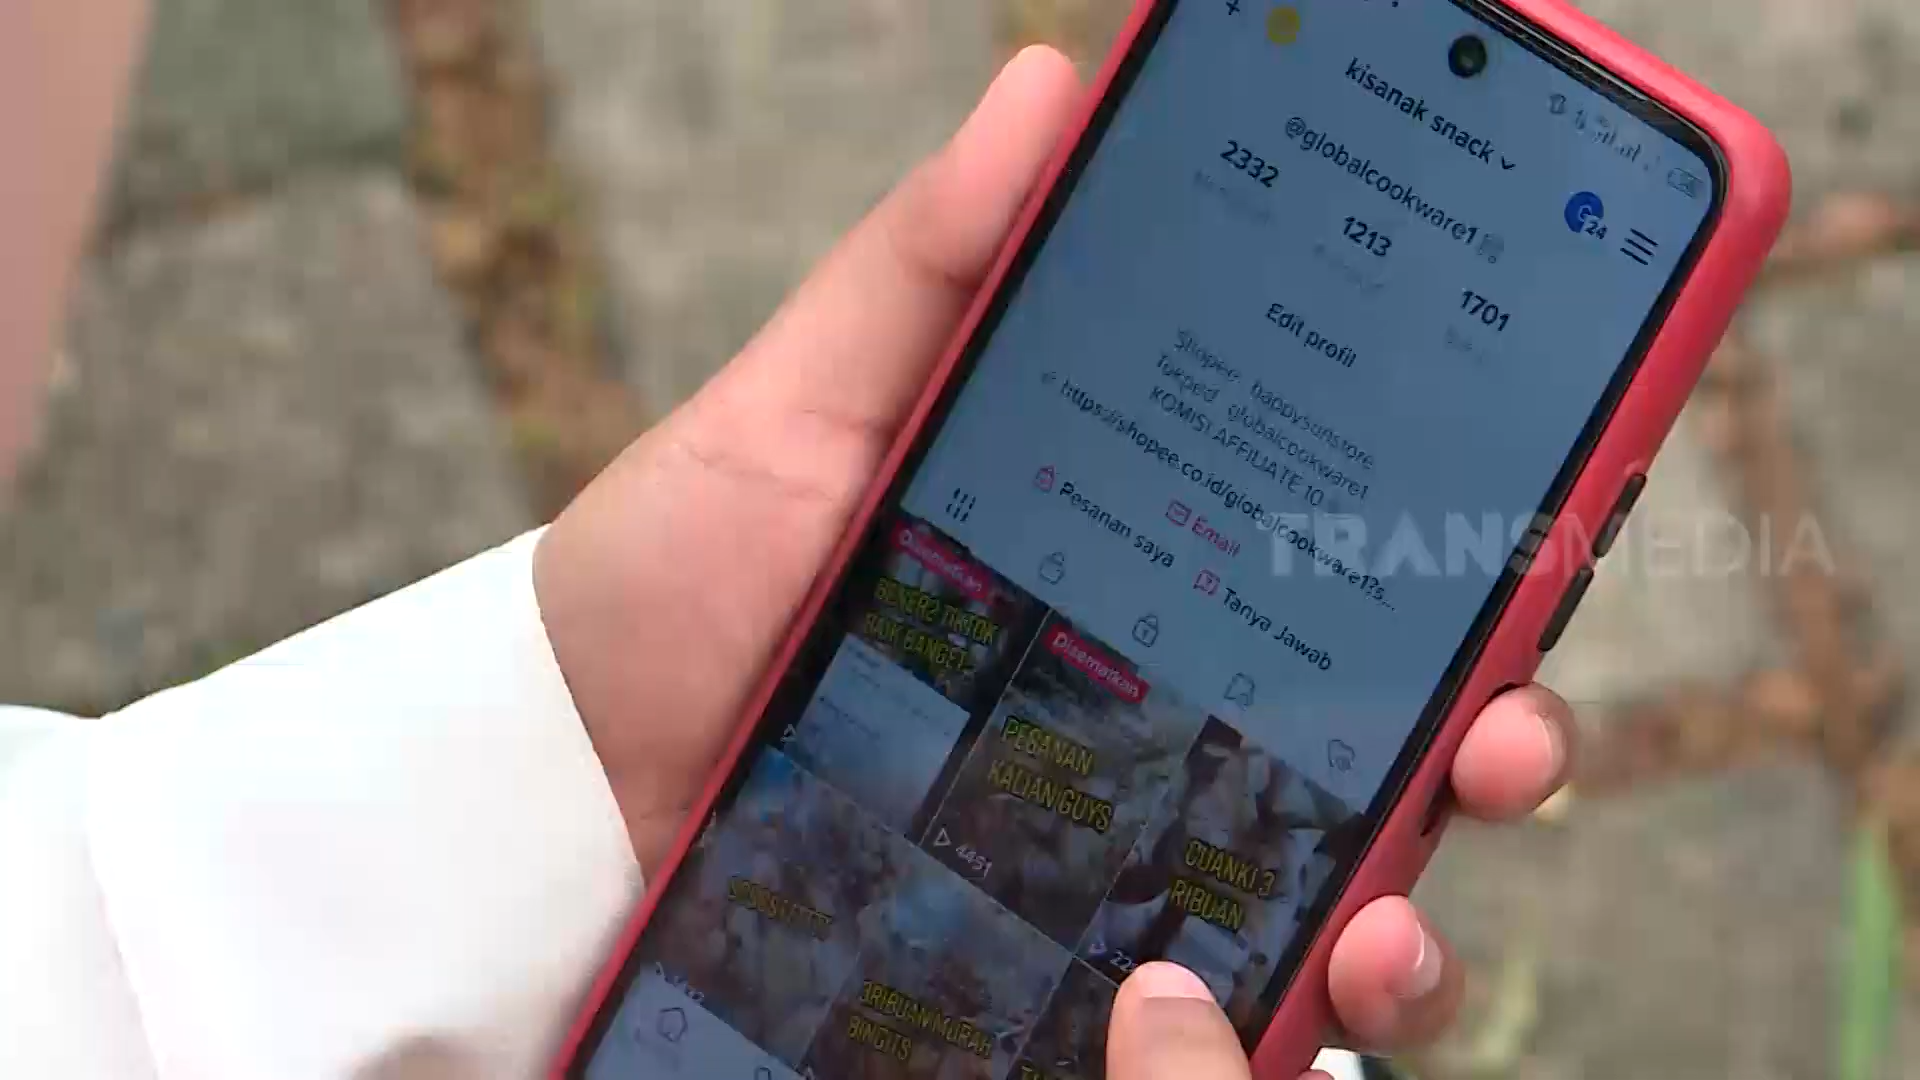 kisanak snack
@globalcookware1
24
2332
1213
1701
Edit profil
Shopee happysunstore
Tokped globalcookware1
KOMISI AFFILIATE 10
https://shopee.co.id/globalcookware1?s...
Email
Pesanan saya
Tanya Jawab
TRANSMEDIA
Disematkan
TIKTOK
BAIK BANGET
Disematkan
PESANAN
KALIAN GUYS
4451
CUANKI 3
RIBUAN
3RIBUAN MURAH
BINGITS